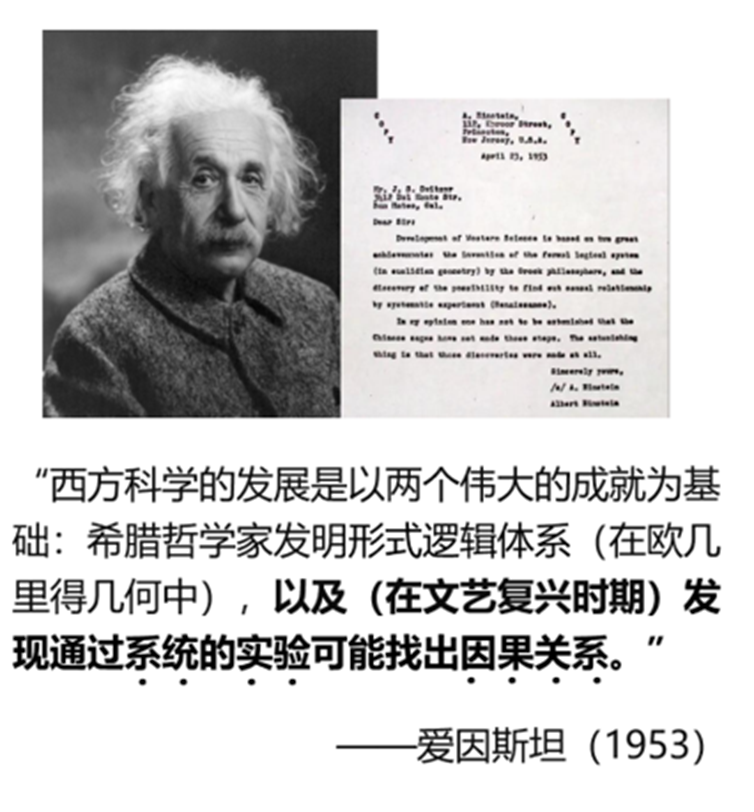 C O P Y
A. Einstein,
112, Mercer Street,
Princeton,
New Jersey, U.S.A.
C O P Y
April 23, 1953
Mr. J. S. Switzer
3412 Del Monte Str.
San Mateo, Cal.
Dear Sir:
Development of Western Science is based on two great
achievements: the invention of the formal logical system
(in euclidian geometry) by the Greek philosophers, and the
discovery of the possibility to find out causal relationship
by systematic experiment (Renaissance).
In my opinion one has not to be astonished that the
Chinese sages have not made those steps. The astonishing
thing is that those discoveries were made at all.
Sincerely yours,
/s/ A. Einstein
Albert Einstein
“西方科学的发展是以两个伟大的成就为基
础：希腊哲学家发明形式逻辑体系（在欧几
里得几何中），以及（在文艺复兴时期）发
现通过系统的实验可能找出因果关系。”
——爱因斯坦（1953）